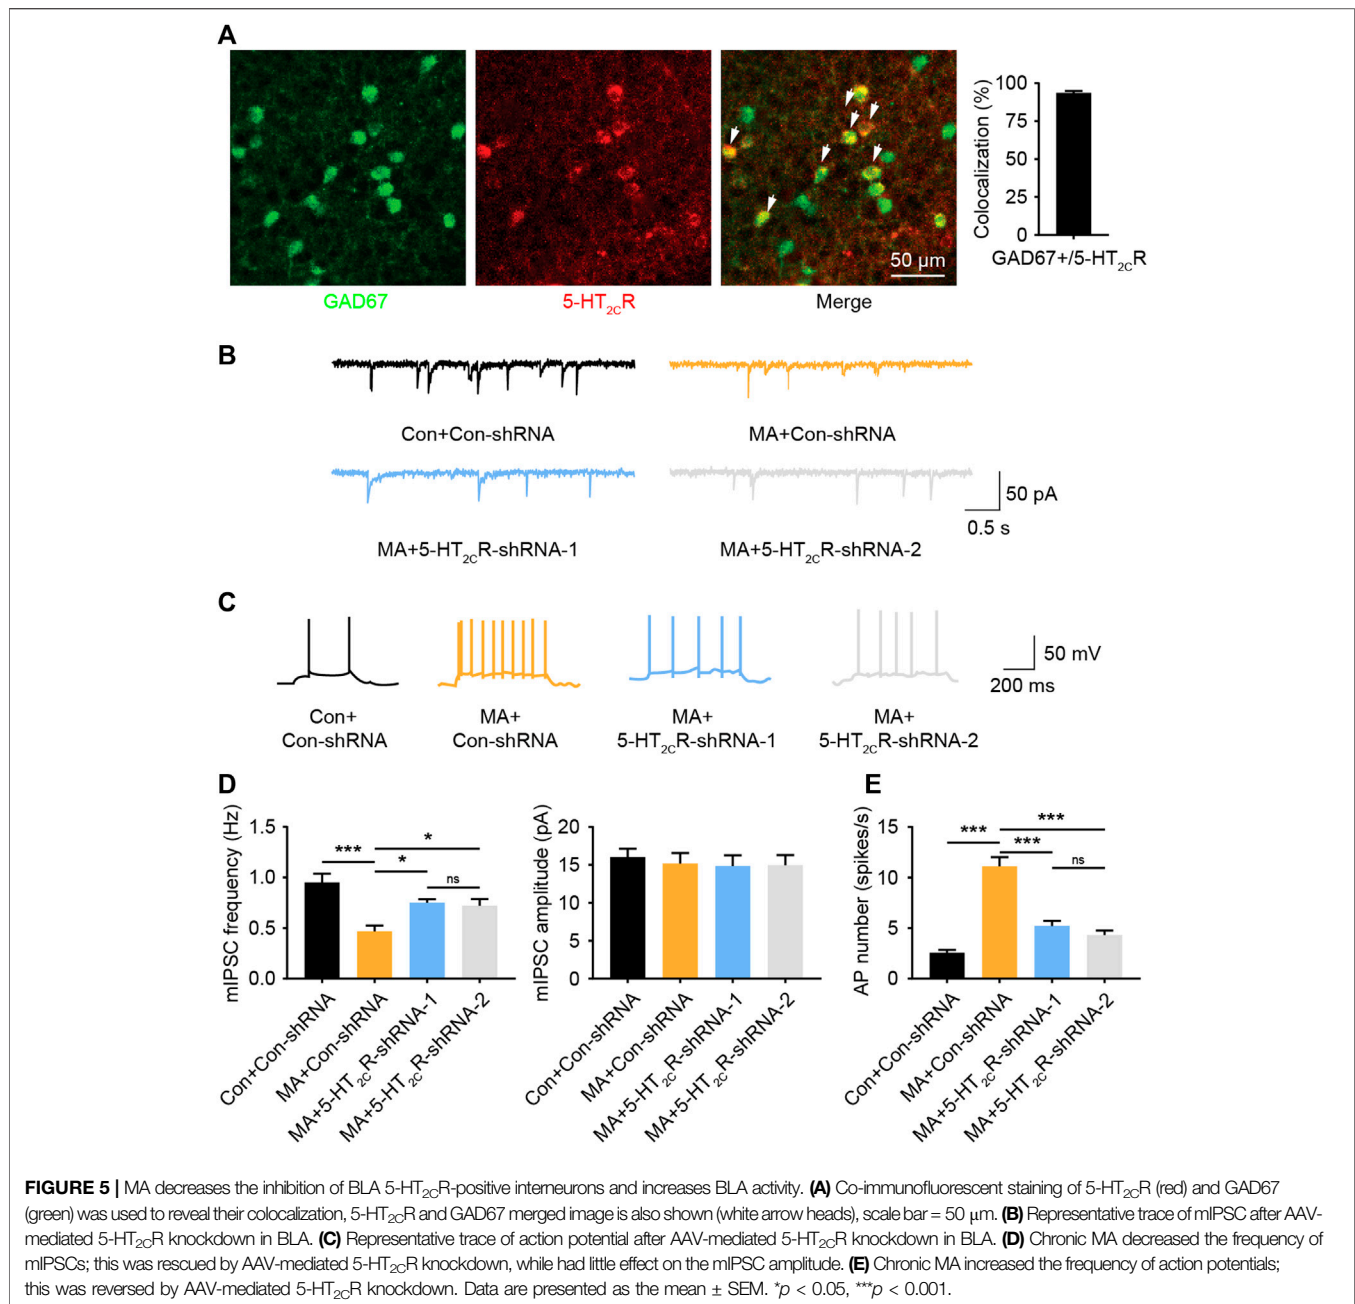 A
GAD67
5-HT2CR
Merge
50 µm
Colocalization (%)
100
75
50
25
0
GAD67+/5-HT2CR
B
Con+Con-shRNA
MA+Con-shRNA
MA+5-HT2CR-shRNA-1
MA+5-HT2CR-shRNA-2
50 pA
0.5 s
C
Con+
Con-shRNA
MA+
Con-shRNA
MA+
5-HT2CR-shRNA-1
MA+
5-HT2CR-shRNA-2
50 mV
200 ms
D
mIPSC frequency (Hz)
1.5
1.0
0.5
0.0
***
*
*
ns
Con+Con-shRNA
MA+Con-shRNA
MA+5-HT2CR-shRNA-1
MA+5-HT2CR-shRNA-2
mIPSC amplitude (pA)
20
15
10
5
0
Con+Con-shRNA
MA+Con-shRNA
MA+5-HT2CR-shRNA-1
MA+5-HT2CR-shRNA-2
E
AP number (spikes/s)
15
10
5
0
***
***
***
ns
Con+Con-shRNA
MA+Con-shRNA
MA+5-HT2CR-shRNA-1
MA+5-HT2CR-shRNA-2
FIGURE 5 | MA decreases the inhibition of BLA 5-HT2CR-positive interneurons and increases BLA activity. (A) Co-immunofluorescent staining of 5-HT2CR (red) and GAD67
(green) was used to reveal their colocalization, 5-HT2CR and GAD67 merged image is also shown (white arrow heads), scale bar = 50 µm. (B) Representative trace of mIPSC after AAV-
mediated 5-HT2CR knockdown in BLA. (C) Representative trace of action potential after AAV-mediated 5-HT2CR knockdown in BLA. (D) Chronic MA decreased the frequency of
mIPSCs; this was rescued by AAV-mediated 5-HT2CR knockdown, while had little effect on the mIPSC amplitude. (E) Chronic MA increased the frequency of action potentials;
this was reversed by AAV-mediated 5-HT2CR knockdown. Data are presented as the mean ± SEM. *p < 0.05, ***p < 0.001.